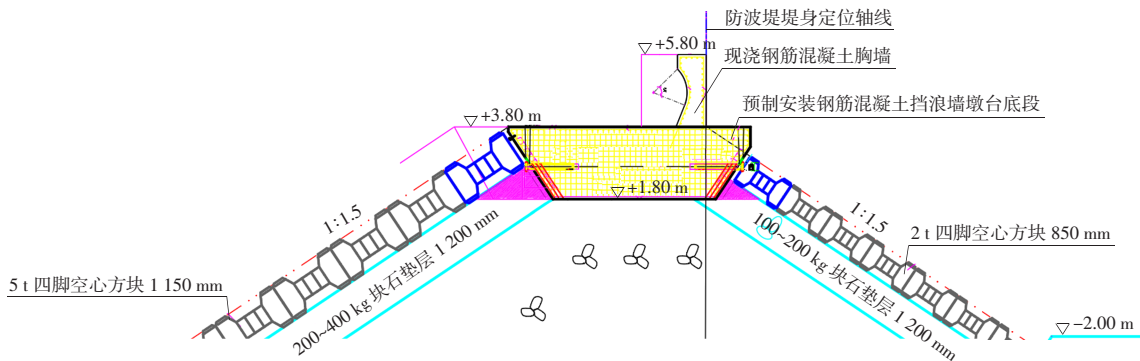 防波堤堤身定位轴线
+5.80 m
现浇钢筋混凝土胸墙
预制安装钢筋混凝土挡浪墙墩台底段
+3.80 m
+1.80 m
1:1.5
1:1.5
2 t 四脚空心方块 850 mm
5 t 四脚空心方块 1 150 mm
200~400 kg 块石垫层 1 200 mm
100~200 kg 块石垫层 1 200 mm
-2.00 m